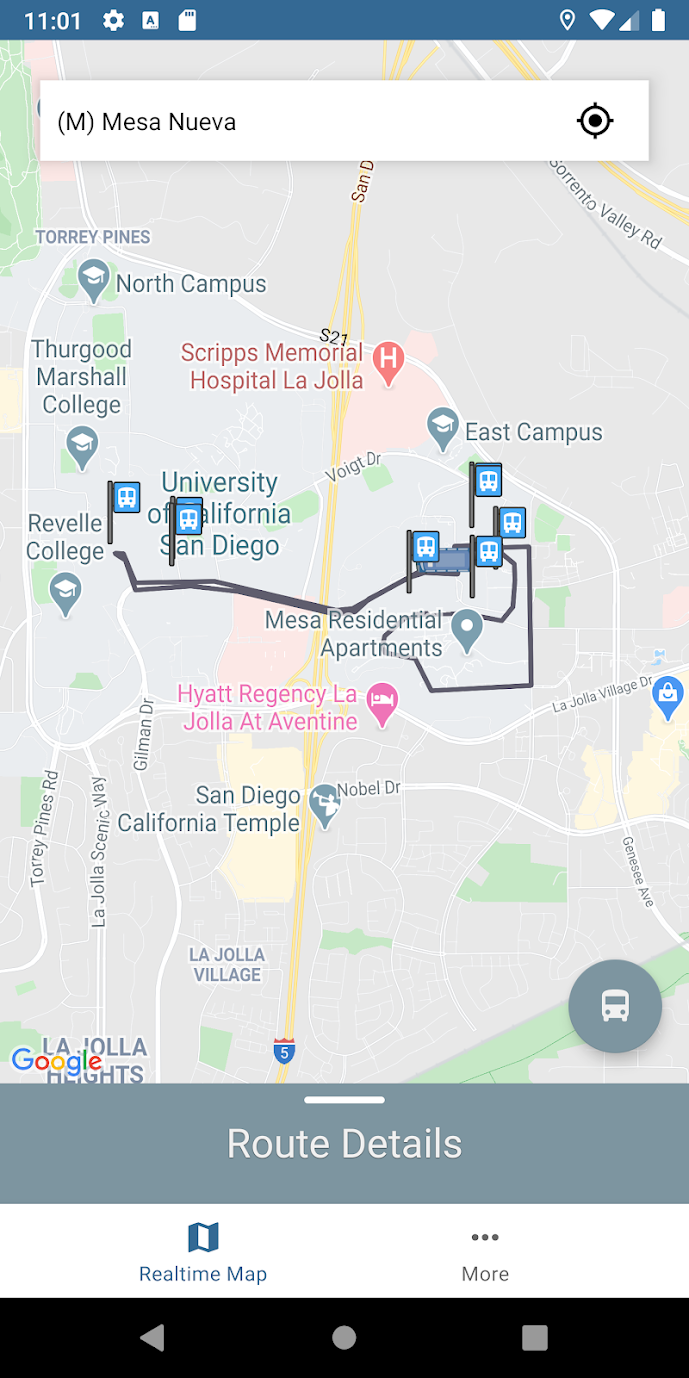 11:01
A
(M) Mesa Nueva
San D
Sorrento Valley Rd
TORREY PINES
North Campus
S21
Thurgood
Marshall
College
Scripps Memorial
Hospital La Jolla
H
East Campus
Voigt Dr
University
of California
San Diego
Revelle
College
Mesa Residential
Apartments
Hyatt Regency La
Jolla At Aventine
La Jolla Village Dr
Gilman Dr
San Diego
California Temple
Nobel Dr
Torrey Pines Rd
La Jolla Scenic Way
Genesee Ave
LA JOLLA
VILLAGE
5
LA JOLLA
HEIGHTS
Google
Route Details
Realtime Map
More